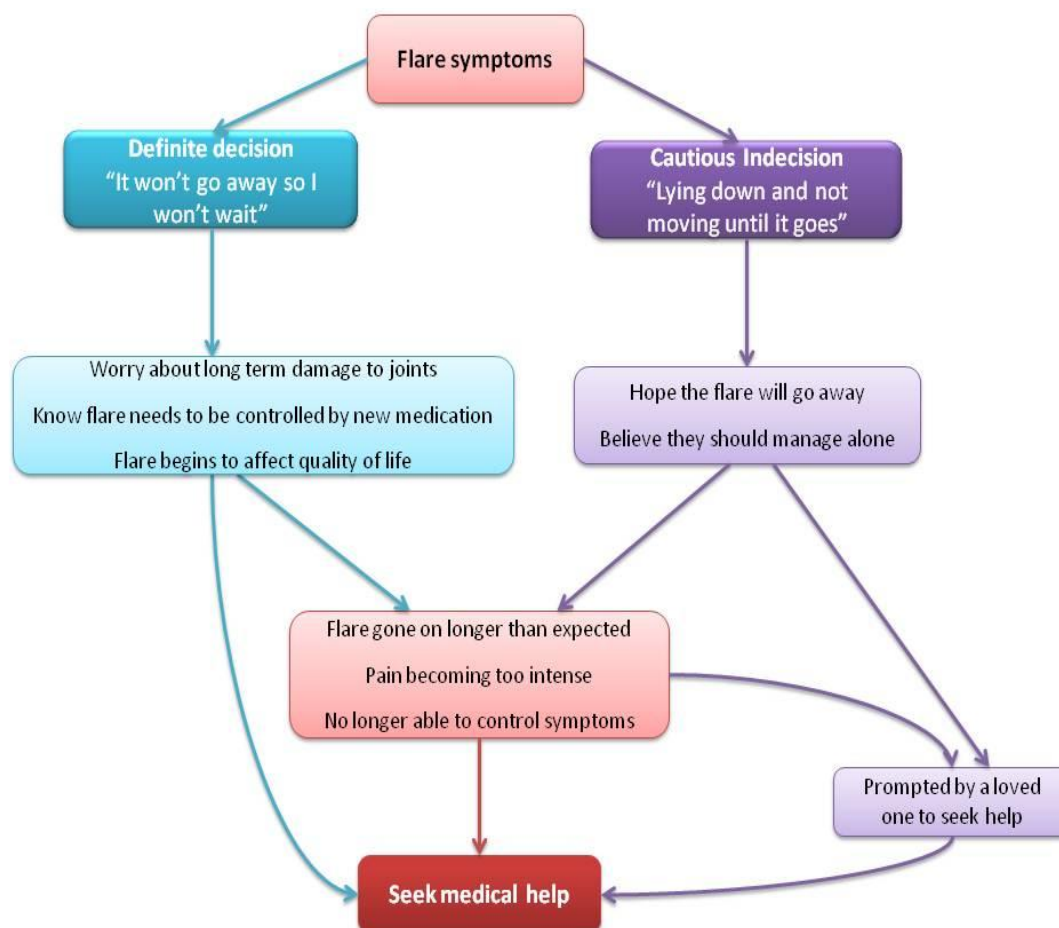 Flare symptoms
Definite decision
“It won’t go away so I
won’t wait”
Cautious Indecision
“Lying down and not
moving until it goes”
Worry about long term damage to joints
Know flare needs to be controlled by new medication
Flare begins to affect quality of life
Hope the flare will go away
Believe they should manage alone
Flare gone on longer than expected
Pain becoming too intense
No longer able to control symptoms
Prompted by a loved
one to seek help
Seek medical help